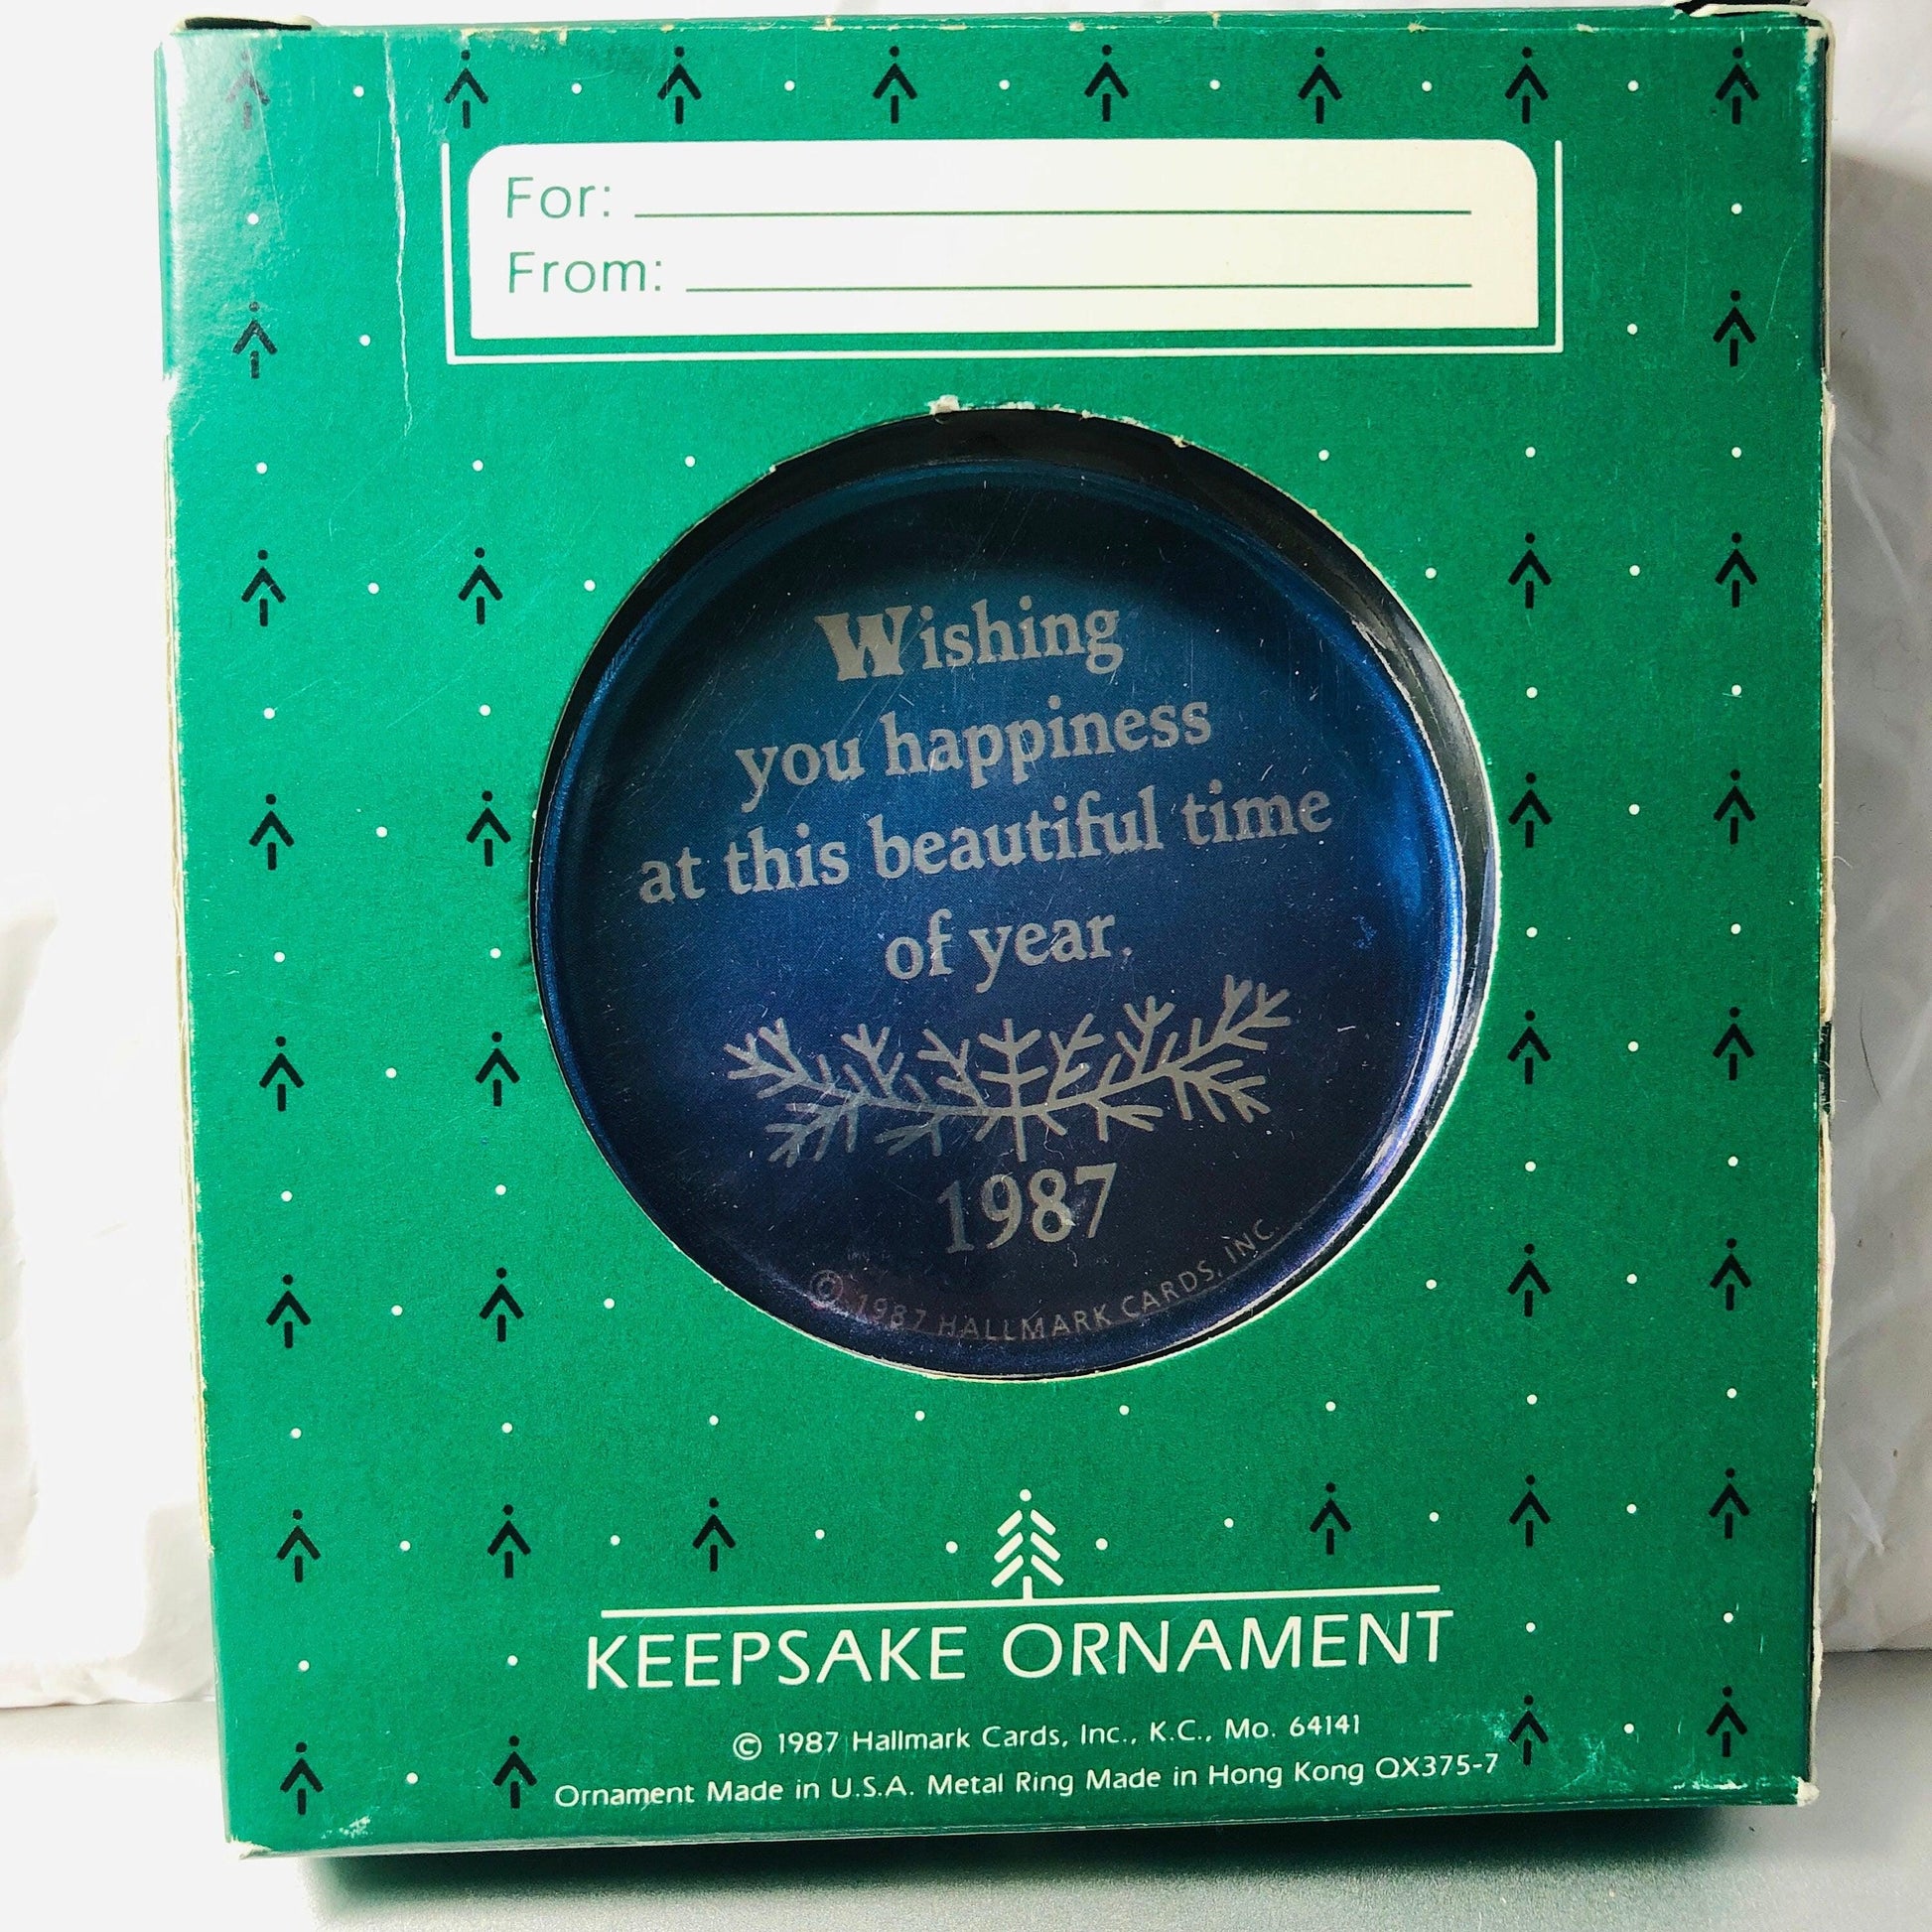 For:
From:
Wishing
you happiness
at this beautiful time
of year.
1987
© 1987 HALLMARK CARDS, INC.
KEEPSAKE ORNAMENT
© 1987 Hallmark Cards, Inc., K.C., Mo. 64141
Ornament Made in U.S.A. Metal Ring Made in Hong Kong QX375-7